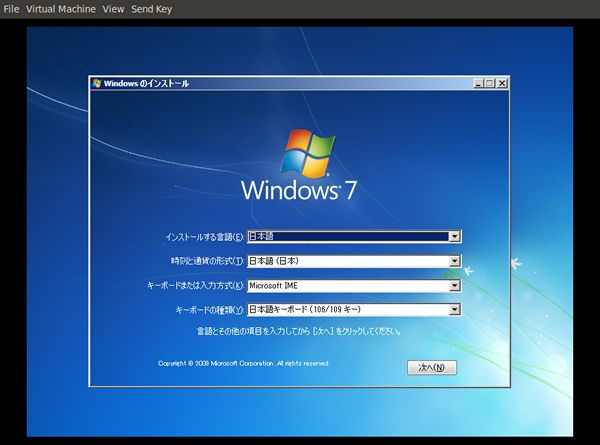 File Virtual Machine View Send Key
Windows のインストール
Windows 7
インストールする言語(E): 日本語
時刻と通貨の形式(T): 日本語 (日本)
キーボードまたは入力方式(K): Microsoft IME
キーボードの種類(Y): 日本語キーボード (106/109 キー)
言語とその他の項目を入力してから [次へ] をクリックしてください。
Copyright © 2009 Microsoft Corporation. All rights reserved.
次へ(N)